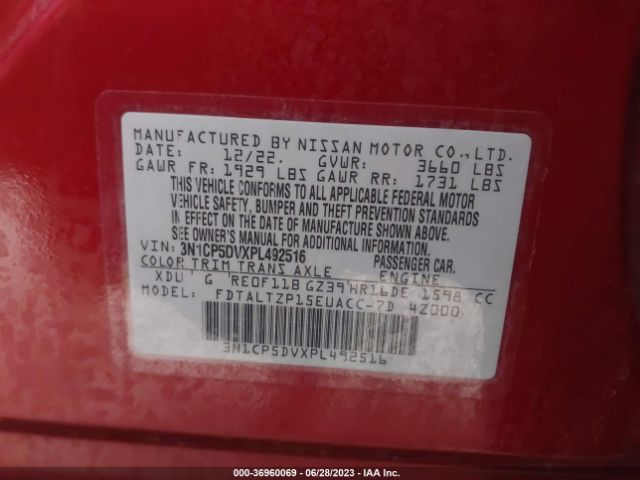 MANUFACTURED BY NISSAN MOTOR CO., LTD.
DATE: 12/22. GVWR: 3660 LBS
GAWR FR: 1929 LBS GAWR RR: 1731 LBS
THIS VEHICLE CONFORMS TO ALL APPLICABLE FEDERAL MOTOR
VEHICLE SAFETY, BUMPER AND THEFT PREVENTION STANDARDS
IN EFFECT ON THE DATE OF MANUFACTURE SHOWN ABOVE.
SEE OWNER'S MANUAL FOR ADDITIONAL INFORMATION.
VIN: 3N1CP5DVXPL492516 PASSENGER CAR.
COLOR TRIM TRANS AXLE ENGINE
XDU ' G RE0F11B GZ39 HR16DE 1598 CC
FDTALTZP15EUACC-7D 4Z000
3N1CP5DVXPL492516
000-36960069 - 06/28/2023 - IAA Inc.